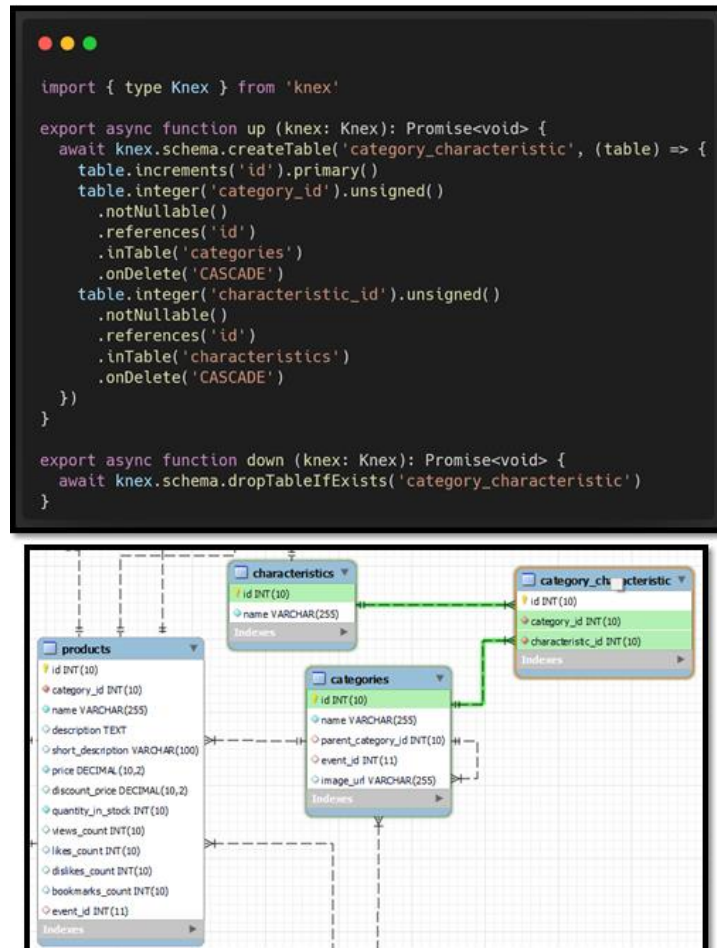 import { type Knex } from 'knex'
export async function up (knex: Knex): Promise<void> {
await knex.schema.createTable('category_characteristic', (table) => {
table.increments('id').primary()
table.integer('category_id').unsigned()
.notNullable()
.references('id')
.inTable('categories')
.onDelete('CASCADE')
table.integer('characteristic_id').unsigned()
.notNullable()
.references('id')
.inTable('characteristics')
.onDelete('CASCADE')
})
}
export async function down (knex: Knex): Promise<void> {
await knex.schema.dropTableIfExists('category_characteristic')
}
characteristics
id INT(10)
name VARCHAR(255)
Indexes
category_ch cteristic
id INT(10)
category_id INT(10)
characteristic_id INT(10)
Indexes
products
id INT(10)
category_id INT(10)
name VARCHAR(255)
description TEXT
short_description VARCHAR(100)
price DECIMAL(10,2)
discount_price DECIMAL(10,2)
quantity_in_stock INT(10)
views_count INT(10)
likes_count INT(10)
dislikes_count INT(10)
bookmarks_count INT(10)
event_id INT(11)
Indexes
categories
id INT(10)
name VARCHAR(255)
parent_category_id INT(10)
event_id INT(11)
image_url VARCHAR(255)
Indexes